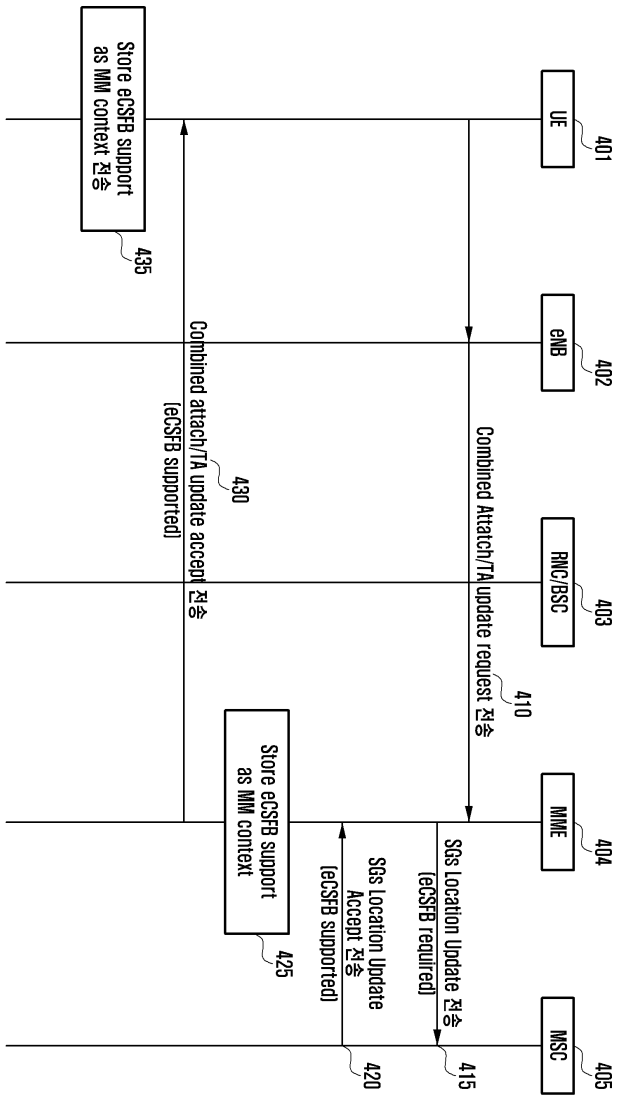 UE
401
eNB
402
RNC/BSC
403
MME
404
MSC
405
410
Combined Attatch/TA update request 전송
SGs Location Update 전송
(eCSFB required)
415
SGs Location Update
Accept 전송
(eCSFB supported)
420
Store eCSFB support
as MM context
425
430
Combined attach/TA update accept 전송
(eCSFB supported)
Store eCSFB support
as MM context 전송
435